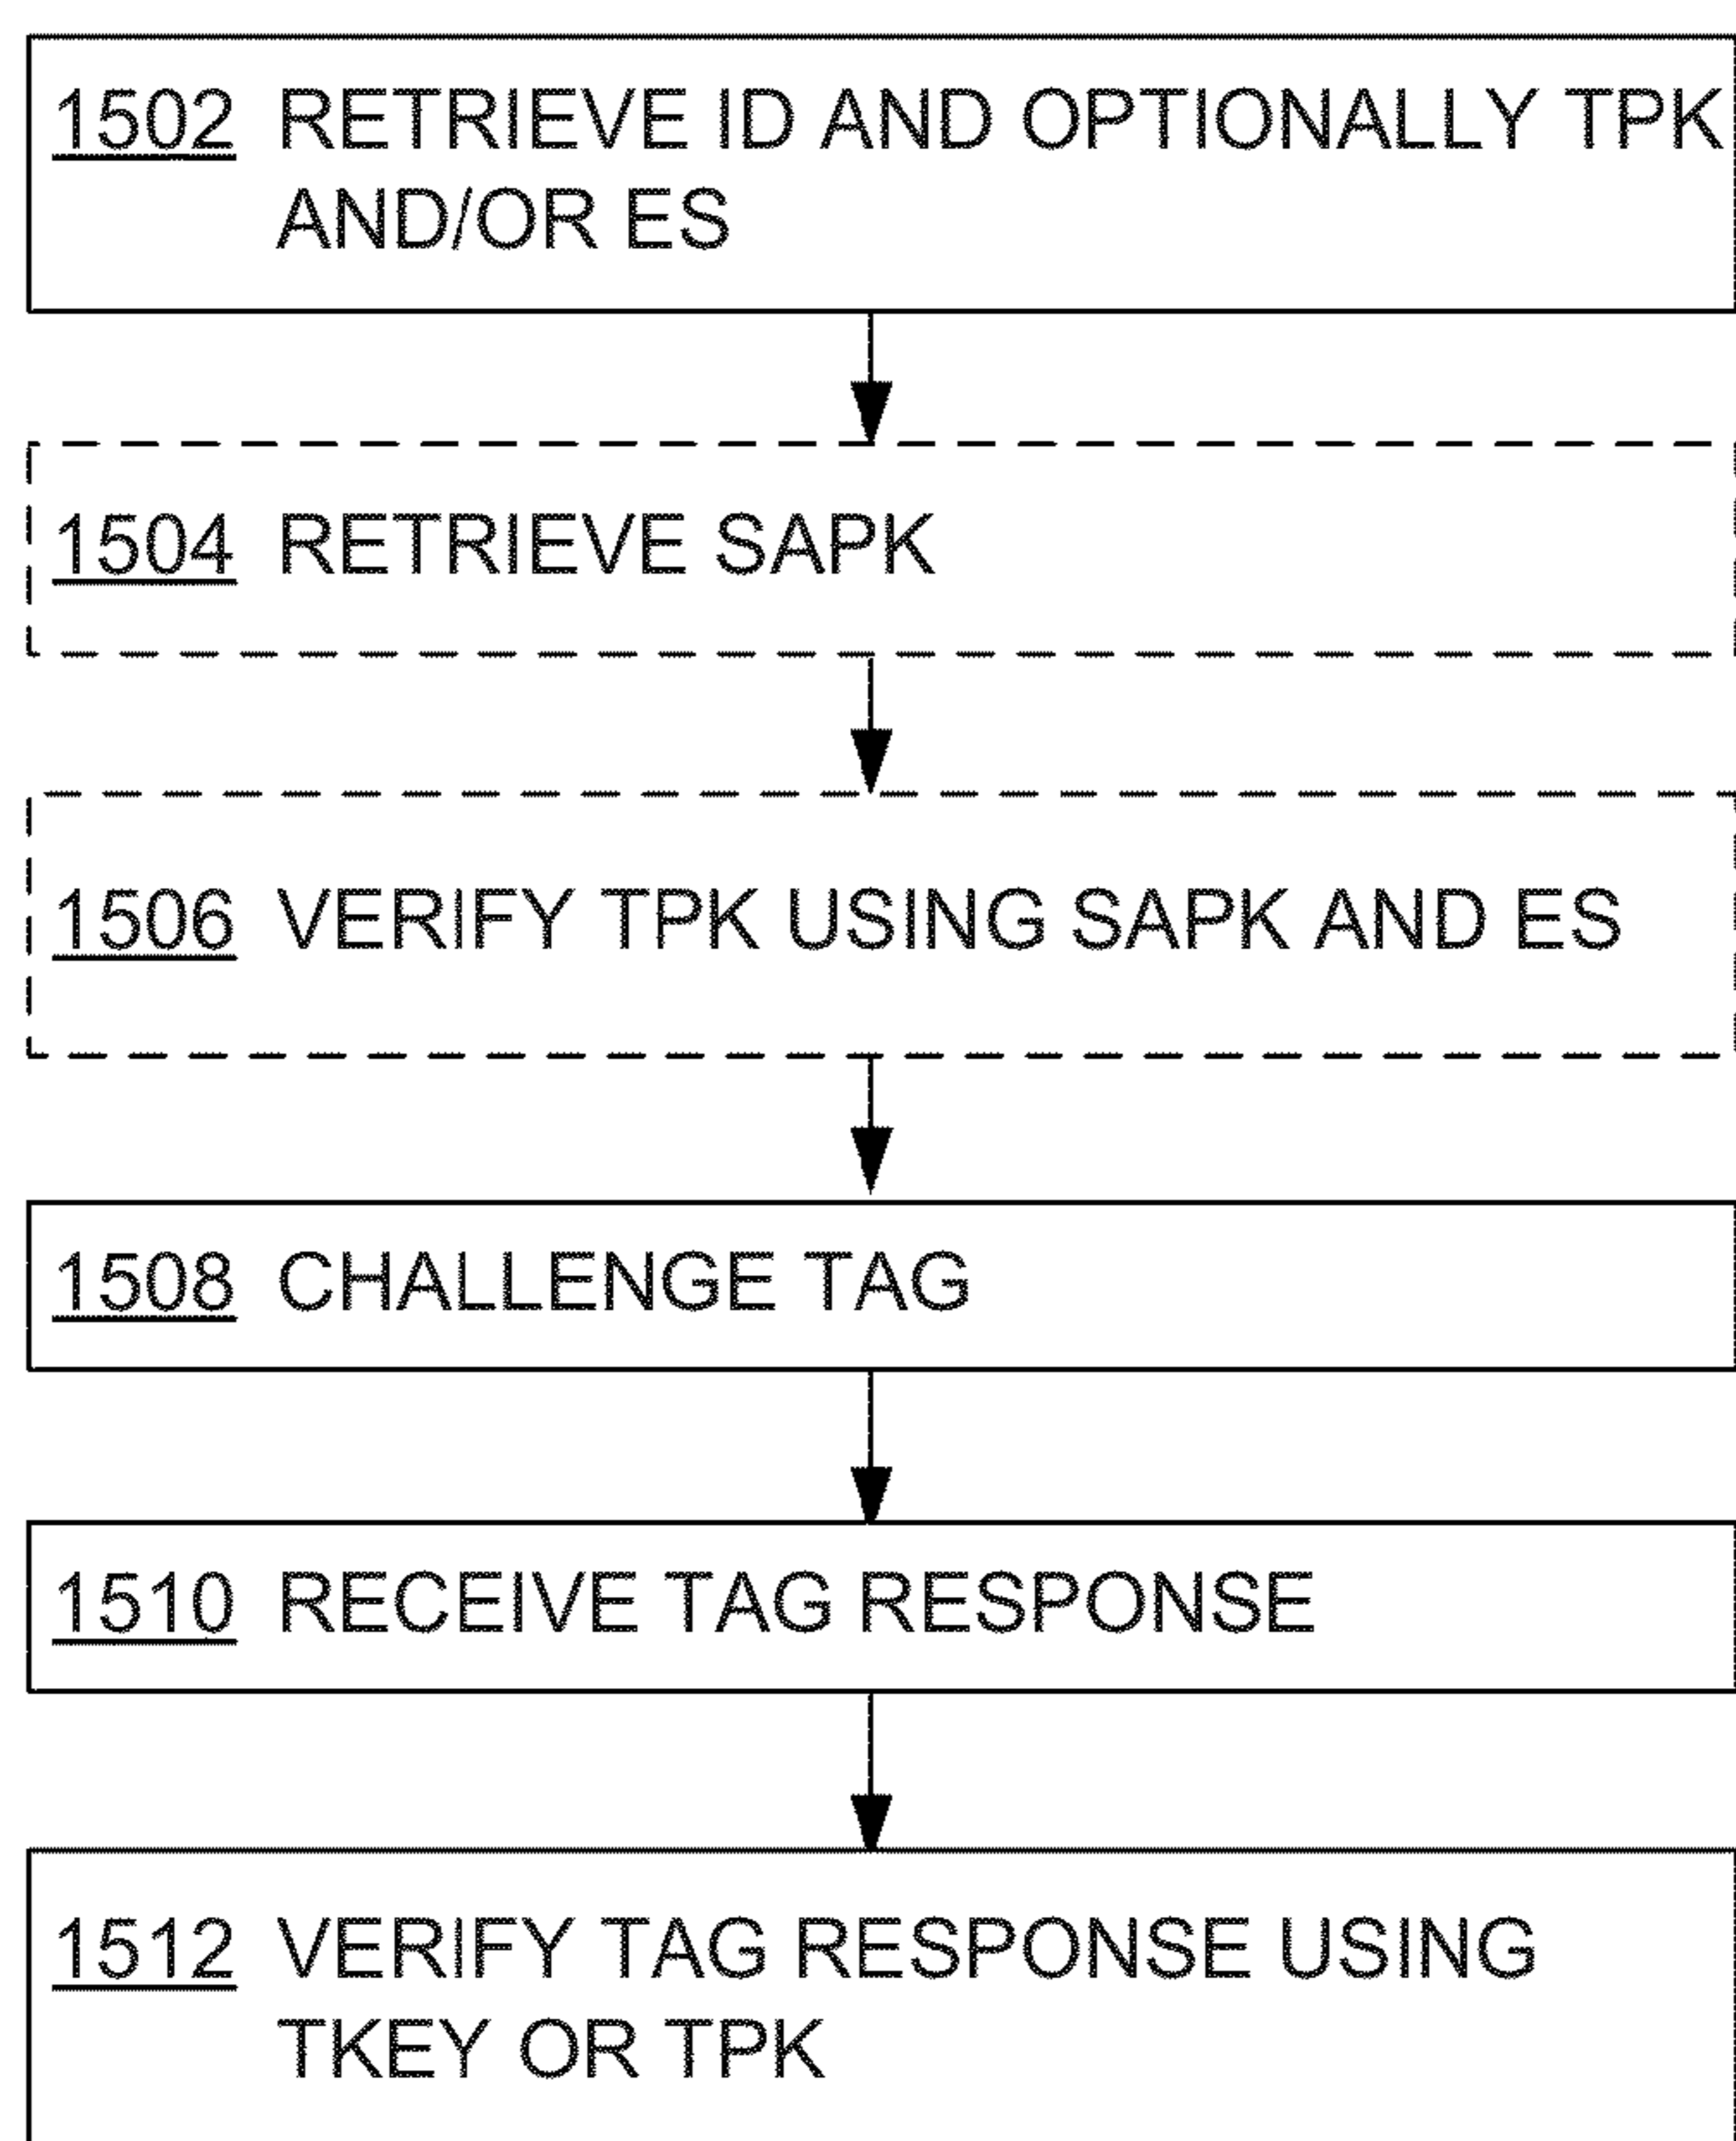 1502 RETRIEVE ID AND OPTIONALLY TPK
AND/OR ES
1504 RETRIEVE SAPK
1506 VERIFY TPK USING SAPK AND ES
1508 CHALLENGE TAG
1510 RECEIVE TAG RESPONSE
1512 VERIFY TAG RESPONSE USING
TKEY OR TPK